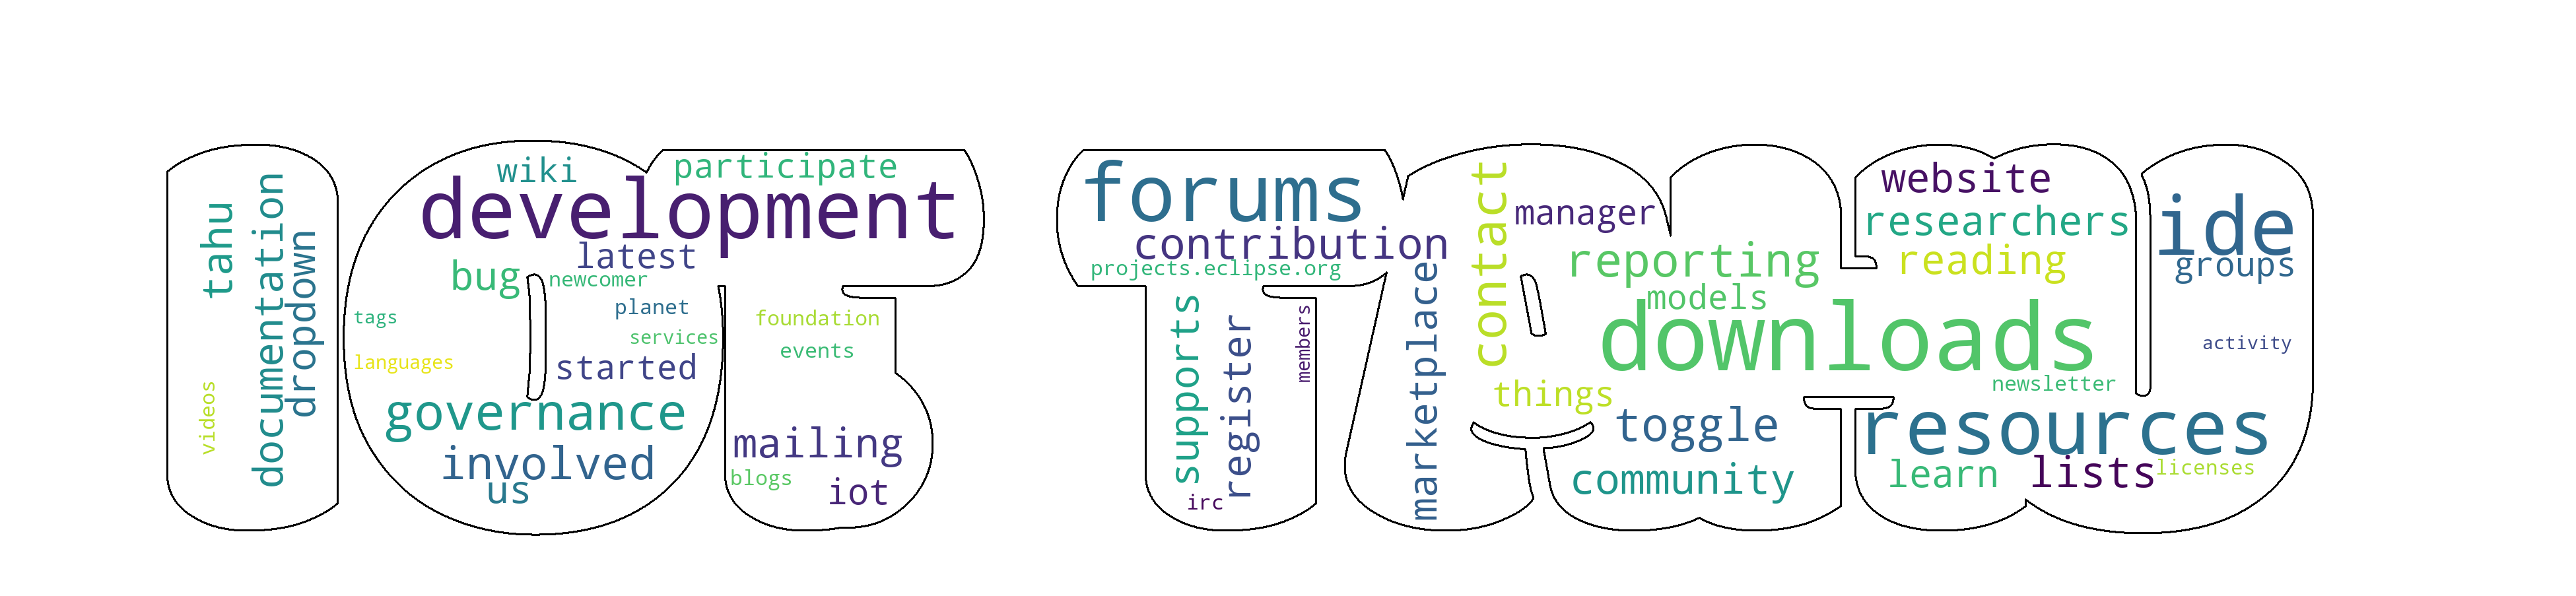 tahu
documentation
dropdown
videos
wiki
participate
development
latest
bug
newcomer
planet
tags
services
languages
started
governance
involved
us
foundation
events
mailing
blogs
iot
forums
contribution
projects.eclipse.org
supports
register
members
irc
marketplace
contact
manager
reporting
models
downloads
things
toggle
community
website
researchers
reading
newsletter
resources
learn
lists
licenses
ide
groups
activity